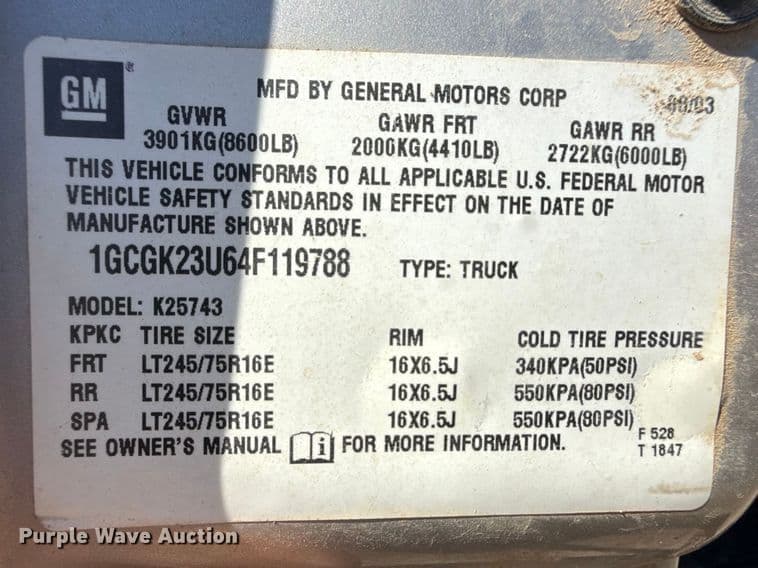 GM
MFD BY GENERAL MOTORS CORP
GVWR GAWR FRT GAWR RR
3901KG(8600LB) 2000KG(4410LB) 2722KG(6000LB)
THIS VEHICLE CONFORMS TO ALL APPLICABLE U.S. FEDERAL MOTOR
VEHICLE SAFETY STANDARDS IN EFFECT ON THE DATE OF
MANUFACTURE SHOWN ABOVE.
1GCGK23U64F119788 TYPE: TRUCK
MODEL: K25743
KPKC TIRE SIZE RIM COLD TIRE PRESSURE
FRT LT245/75R16E 16X6.5J 340KPA(50PSI)
RR LT245/75R16E 16X6.5J 550KPA(80PSI)
SPA LT245/75R16E 16X6.5J 550KPA(80PSI)
SEE OWNER'S MANUAL i FOR MORE INFORMATION.
F 528
T 1847
Purple Wave Auction